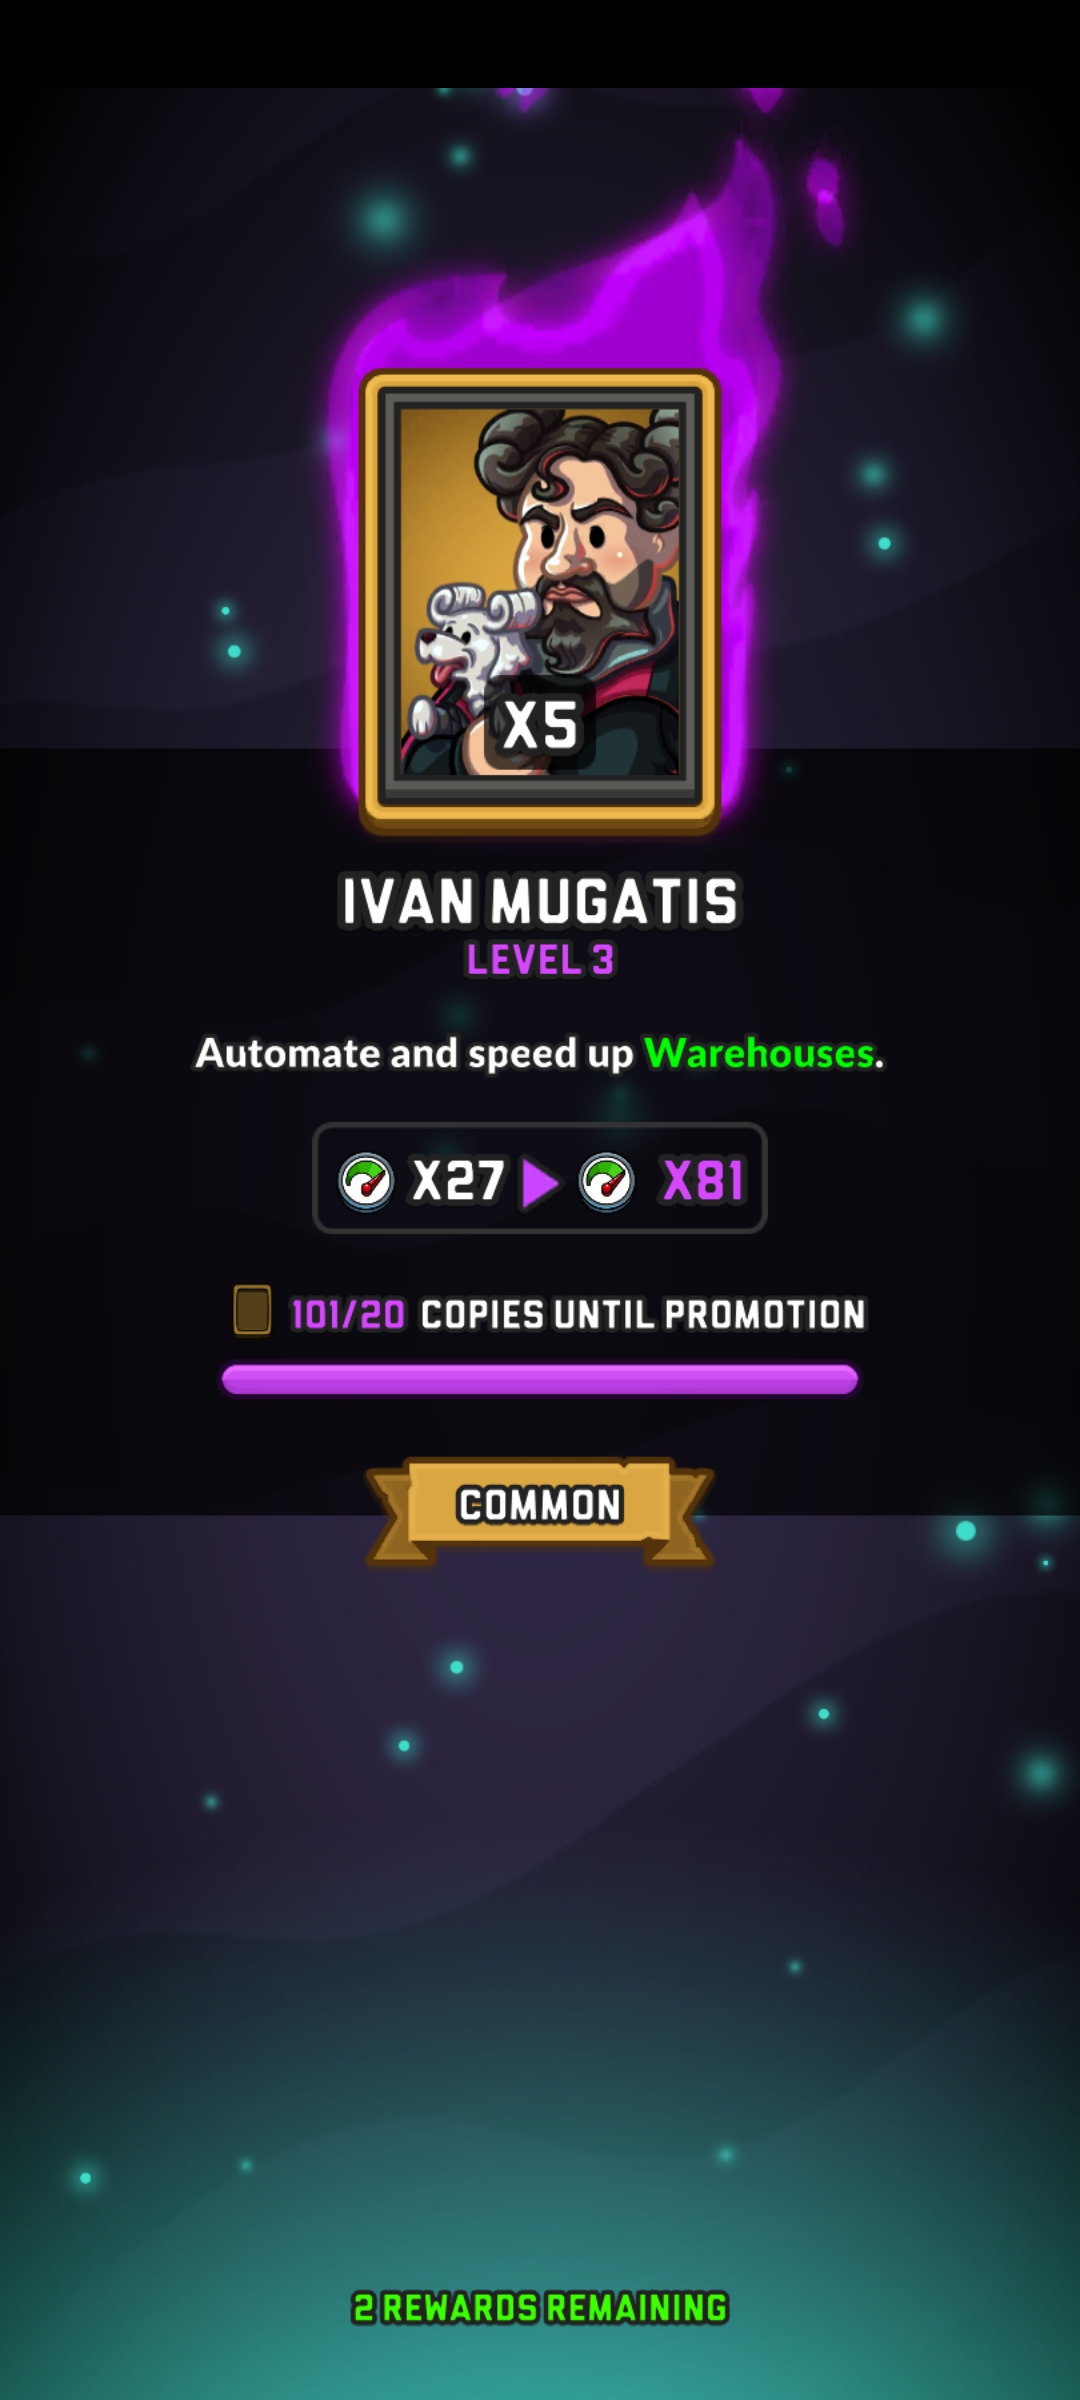 X5
IVAN MUGATIS
LEVEL 3
Automate and speed up Warehouses.
X27 X81
101/20 COPIES UNTIL PROMOTION
COMMON
2 REWARDS REMAINING